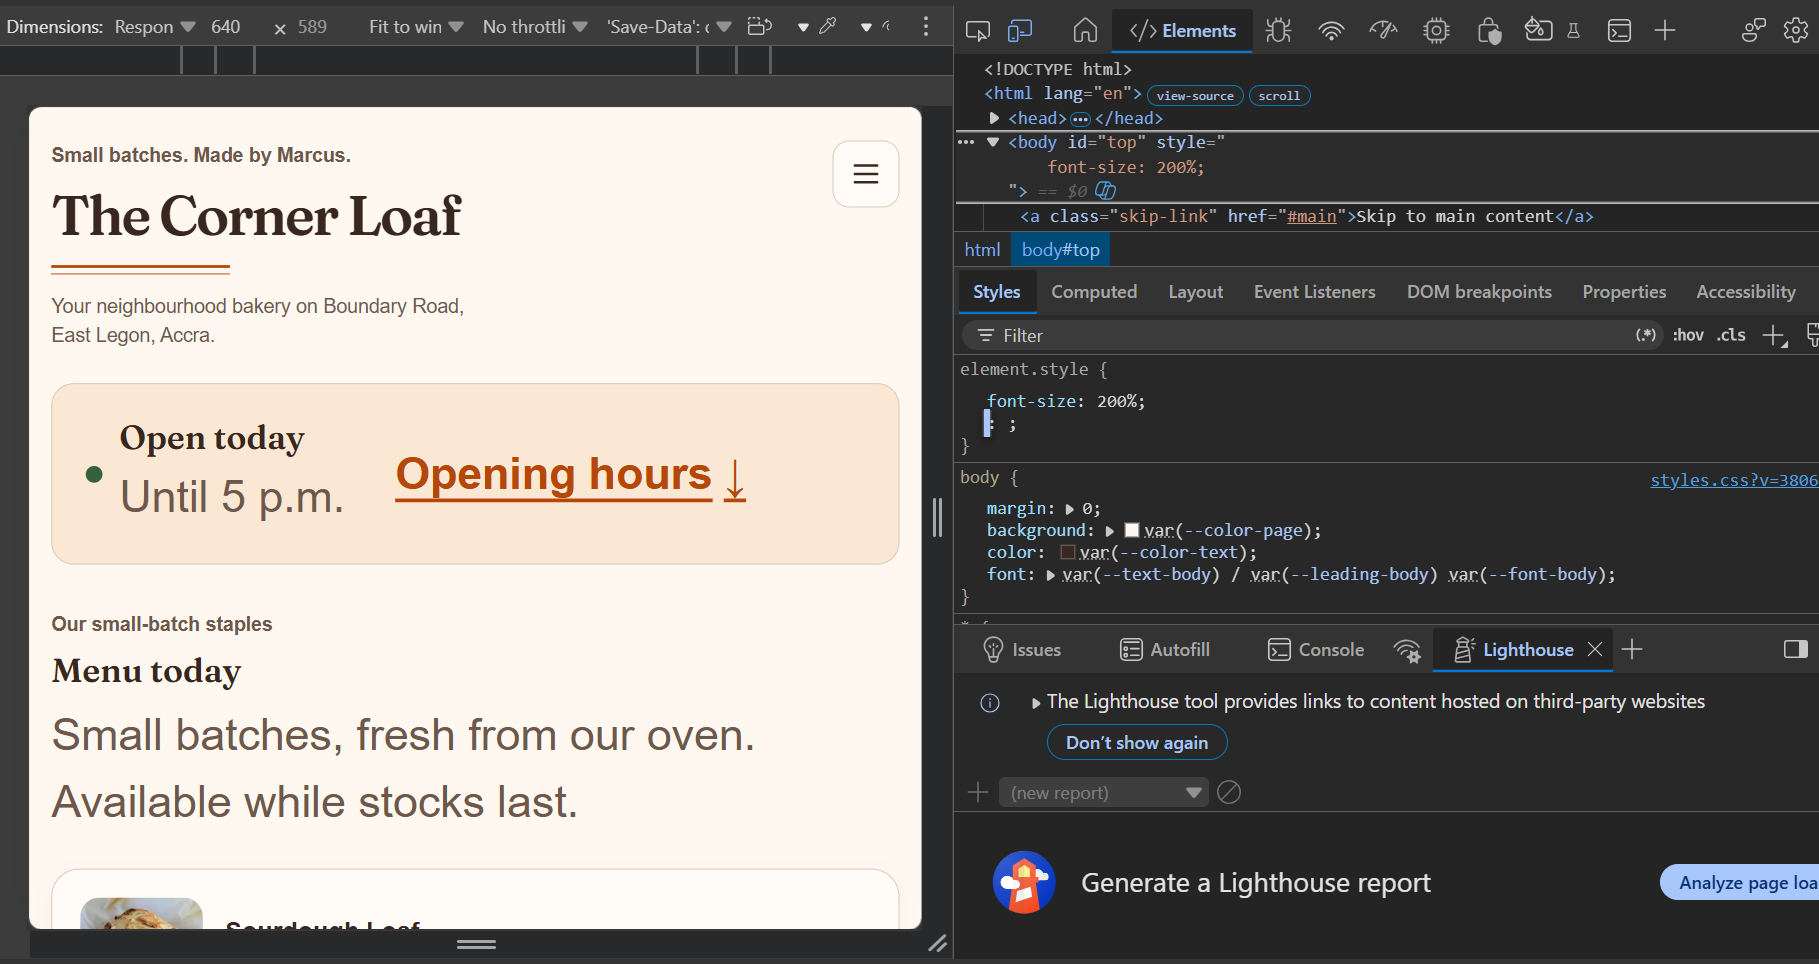 Dimensions: Respon 640 × 589 Fit to win No throttli 'Save-Data':
Small batches. Made by Marcus.
The Corner Loaf
Your neighbourhood bakery on Boundary Road,
East Legon, Accra.
Open today
Until 5 p.m.
Opening hours ↓
Our small-batch staples
Menu today
Small batches, fresh from our oven.
Available while stocks last.
Sourdough Loaf
</> Elements
<!DOCTYPE html>
<html lang="en"> view-source scroll
<head> ••• </head>
••• <body id="top" style="
font-size: 200%;
"> == $0
<a class="skip-link" href="#main">Skip to main content</a>
html body#top
Styles Computed Layout Event Listeners DOM breakpoints Properties Accessibility
Filter (.*) :hov .cls
element.style {
font-size: 200%;
: ;
}
body { styles.css?v=3806
margin: 0;
background: var(--color-page);
color: var(--color-text);
font: var(--text-body) / var(--leading-body) var(--font-body);
}
Issues Autofill Console Lighthouse
The Lighthouse tool provides links to content hosted on third-party websites
Don't show again
(new report)
Generate a Lighthouse report
Analyze page loa